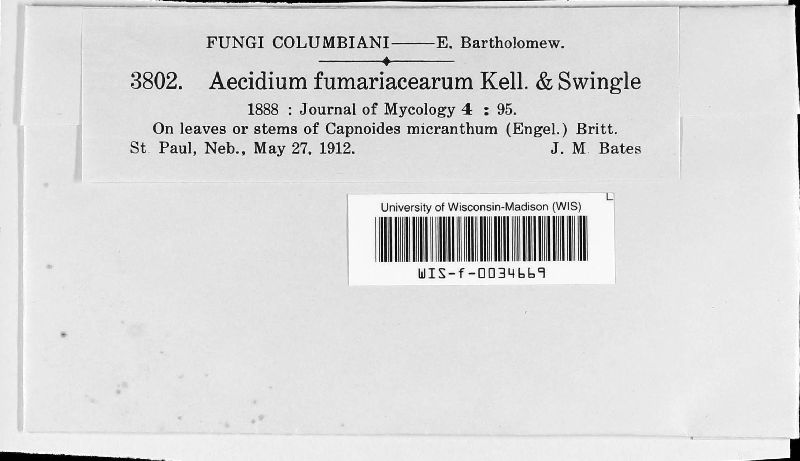 FUNGI COLUMBIANI——E. Bartholomew.
3802. Aecidium fumariacearum Kell. & Swingle
1888 : Journal of Mycology 4 : 95.
On leaves or stems of Capnoides micranthum (Engel.) Britt.
St. Paul, Neb., May 27, 1912. J. M. Bates
University of Wisconsin-Madison (WIS)
WIS-f-0034669